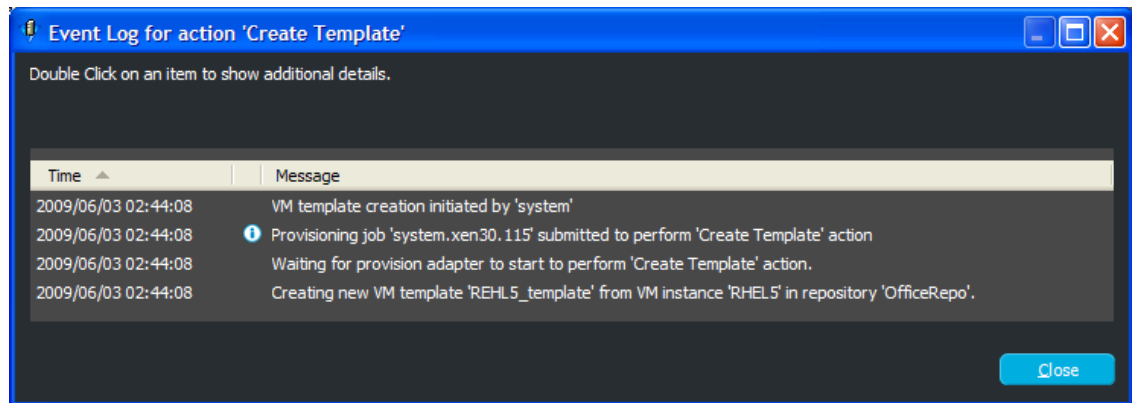 Event Log for action 'Create Template'
Double Click on an item to show additional details.
Time Message
2009/06/03 02:44:08 VM template creation initiated by 'system'
2009/06/03 02:44:08 Provisioning job 'system.xen30.115' submitted to perform 'Create Template' action
2009/06/03 02:44:08 Waiting for provision adapter to start to perform 'Create Template' action.
2009/06/03 02:44:08 Creating new VM template 'REHL5_template' from VM instance 'RHEL5' in repository 'OfficeRepo'.
Close